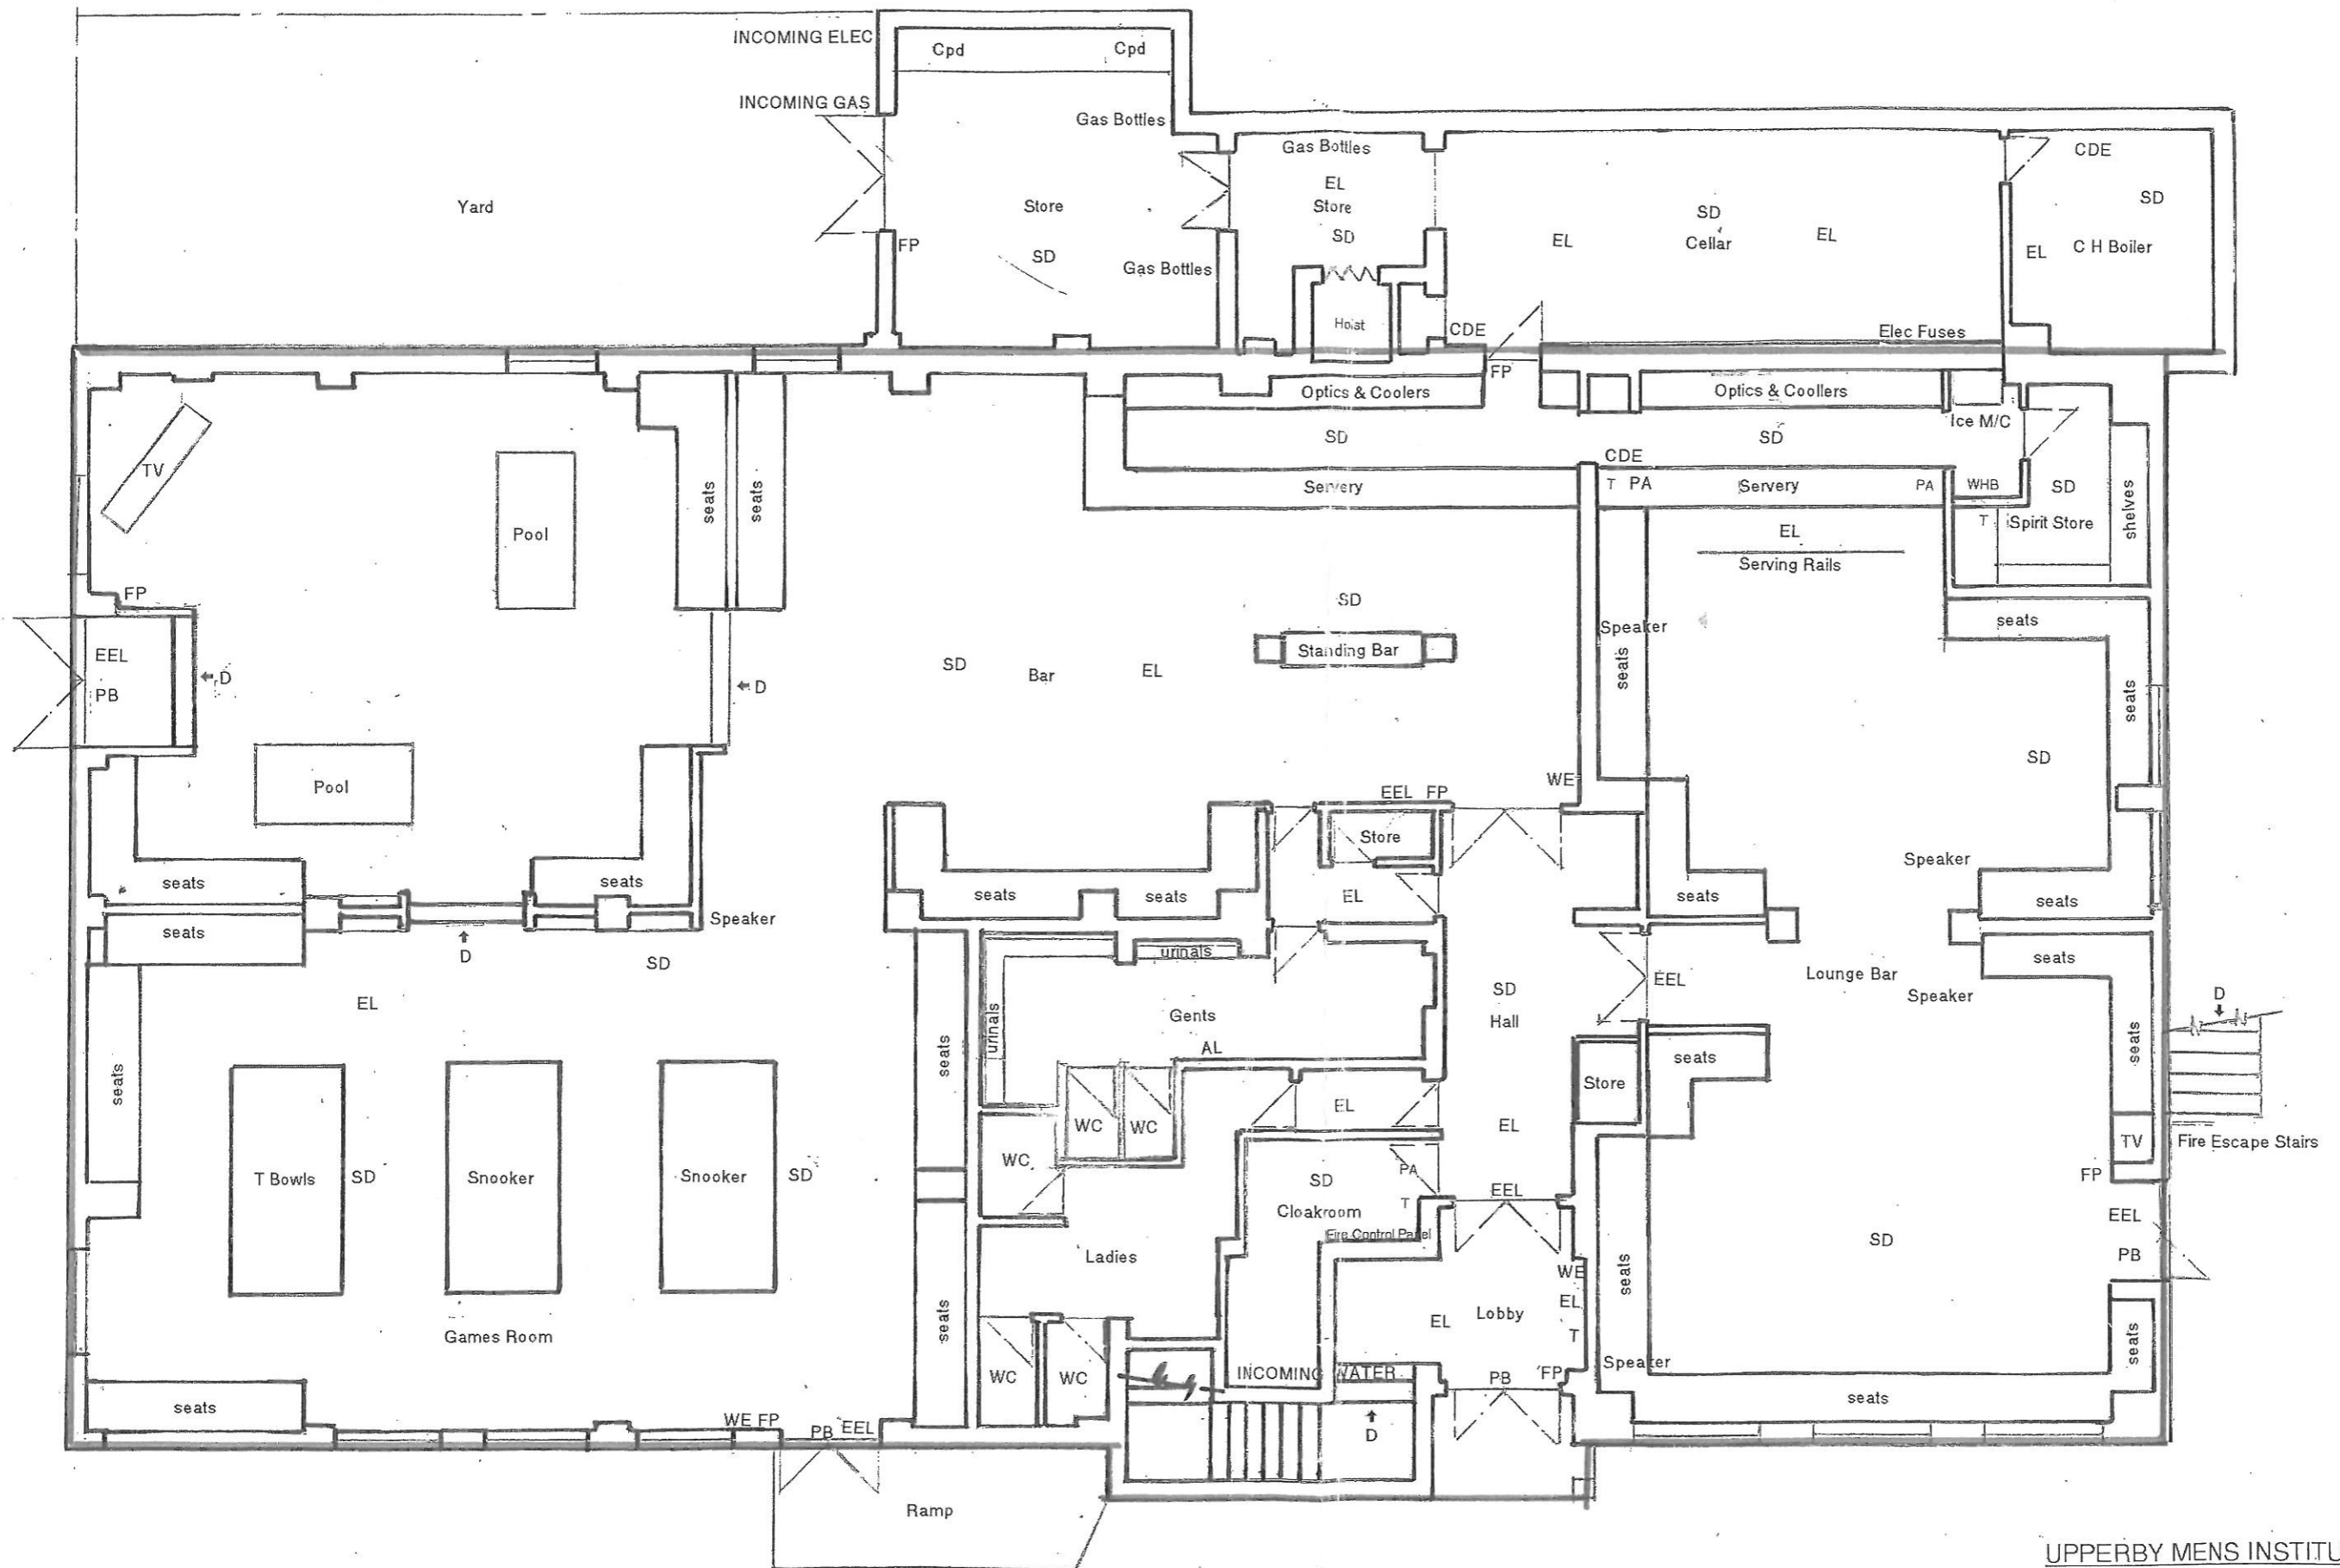 INCOMING ELEC
Cpd
Cpd
INCOMING GAS
Gas Bottles
Gas Bottles
CDE
Yard
Store
EL
Store
SD
SD
Cellar
EL
EL
SD
FP
SD
SD
EL
C H Boiler
Gas Bottles
Hoist
CDE
Elec Fuses
FP
Optics & Coolers
Optics & Coollers
Ice M/C
SD
SD
TV
CDE
Servery
T PA
Servery
PA
WHB
SD
shelves
seats
seats
Pool
EL
T
Spirit Store
Serving Rails
FP
SD
seats
Speaker
EEL
Standing Bar
SD
Bar
EL
seats
PB
D
D
seats
SD
Pool
WE
EEL FP
Store
Speaker
seats
seats
seats
seats
EL
seats
seats
Speaker
seats
D
SD
urinals
seats
Lounge Bar
EEL
Speaker
EL
SD
Hall
D
urinals
Gents
AL
seats
seats
seats
seats
Store
EL
WC
WC
EL
TV
Fire Escape Stairs
WC
PA
FP
T Bowls
SD
Snooker
Snooker
SD
SD
Cloakroom
T
EEL
Fire Control Panel
EEL
SD
PB
Ladies
WE
seats
EL
Lobby
EL
T
Games Room
seats
seats
Speaker
WC
WC
INCOMING WATER
PB
FP
seats
seats
WE FP
PB
EEL
D
Ramp
UPPERBY MENS INSTITU